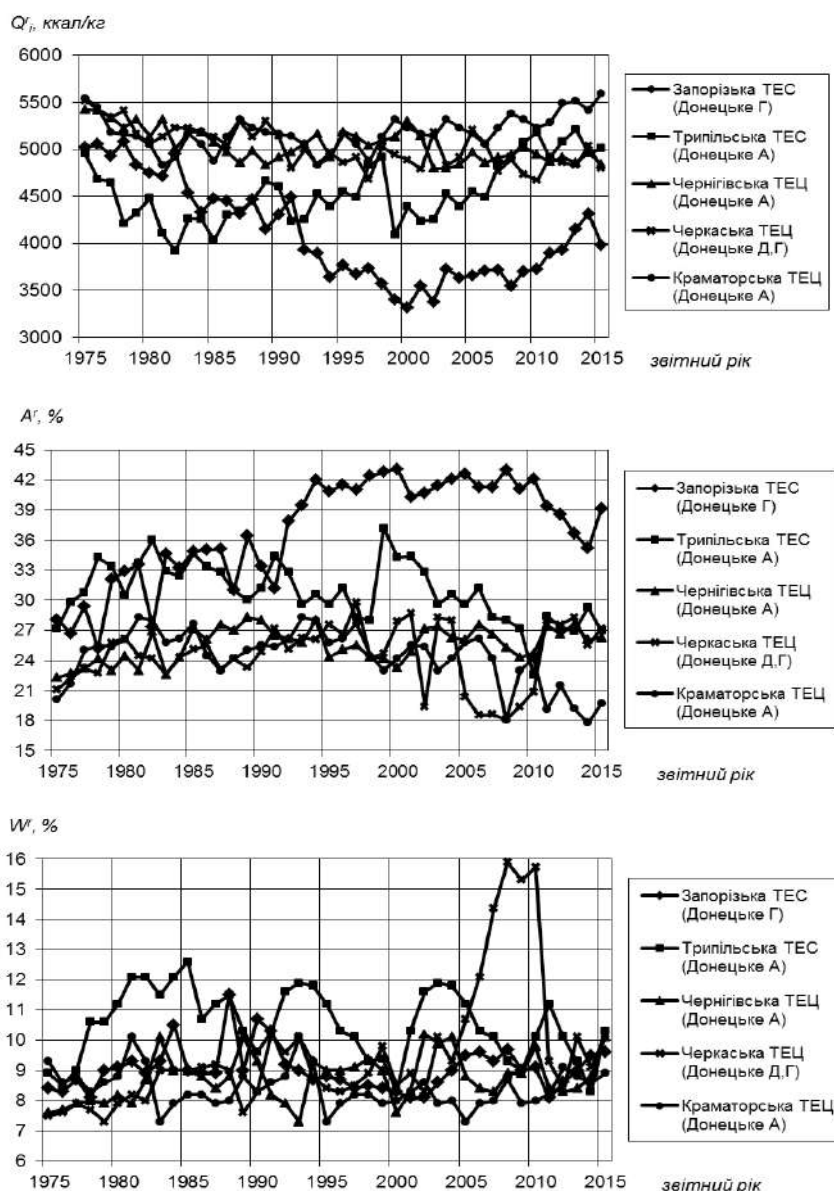 Qʳᵢ, ккал/кг
6000
5500
5000
4500
4000
3500
3000
1975 1980 1985 1990 1995 2000 2005 2010 2015
звітний рік
Запорізька ТЕС
(Донецьке Г)
Трипільська ТЕС
(Донецьке А)
Чернігівська ТЕЦ
(Донецьке А)
Черкаська ТЕЦ
(Донецьке Д,Г)
Краматорська ТЕЦ
(Донецьке А)
Aʳ, %
45
42
39
36
33
30
27
24
21
18
15
1975 1980 1985 1990 1995 2000 2005 2010 2015
звітний рік
Запорізька ТЕС
(Донецьке Г)
Трипільська ТЕС
(Донецьке А)
Чернігівська ТЕЦ
(Донецьке А)
Черкаська ТЕЦ
(Донецьке Д,Г)
Краматорська ТЕЦ
(Донецьке А)
Wʳ, %
16
15
14
13
12
11
10
9
8
7
6
1975 1980 1985 1990 1995 2000 2005 2010 2015
звітний рік
Запорізька ТЕС
(Донецьке Г)
Трипільська ТЕС
(Донецьке А)
Чернігівська ТЕЦ
(Донецьке А)
Черкаська ТЕЦ
(Донецьке Д,Г)
Краматорська ТЕЦ
(Донецьке А)